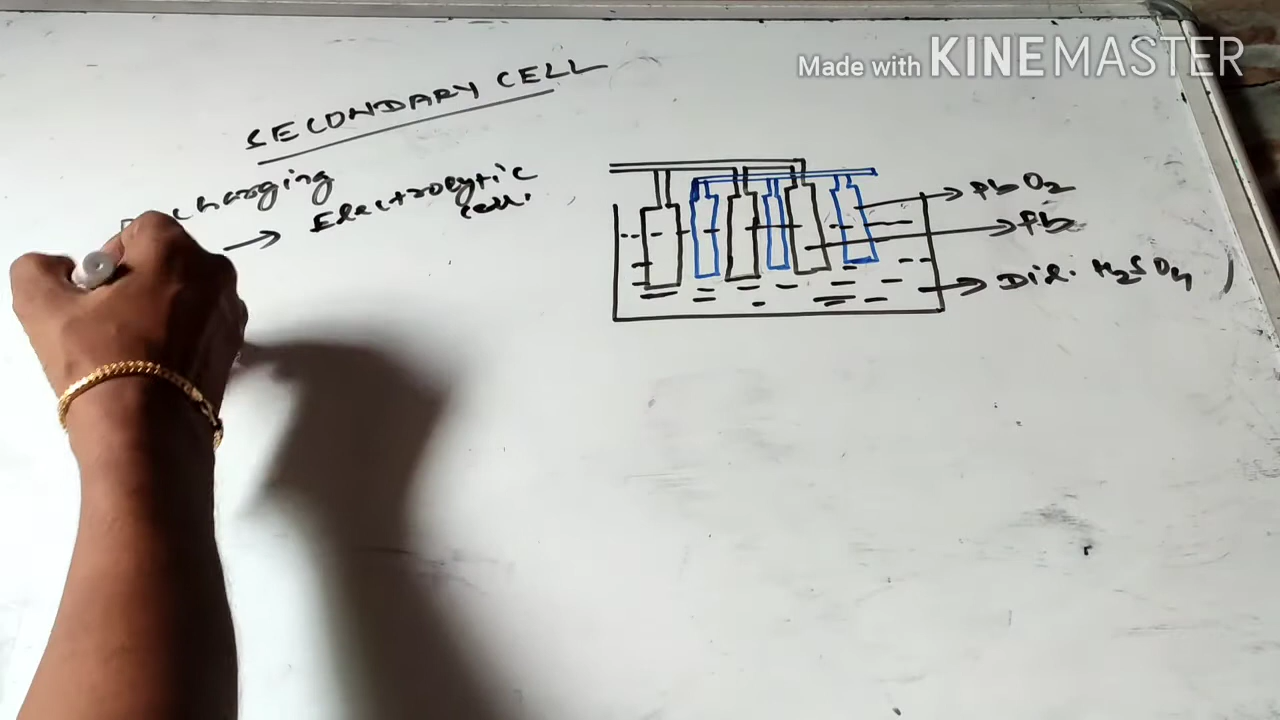 Made with KINEMASTER
SECONDARY CELL
charging
→ Electrolytic
cell.
→ PbO2
→ Pb
→ Dil. H2SO4